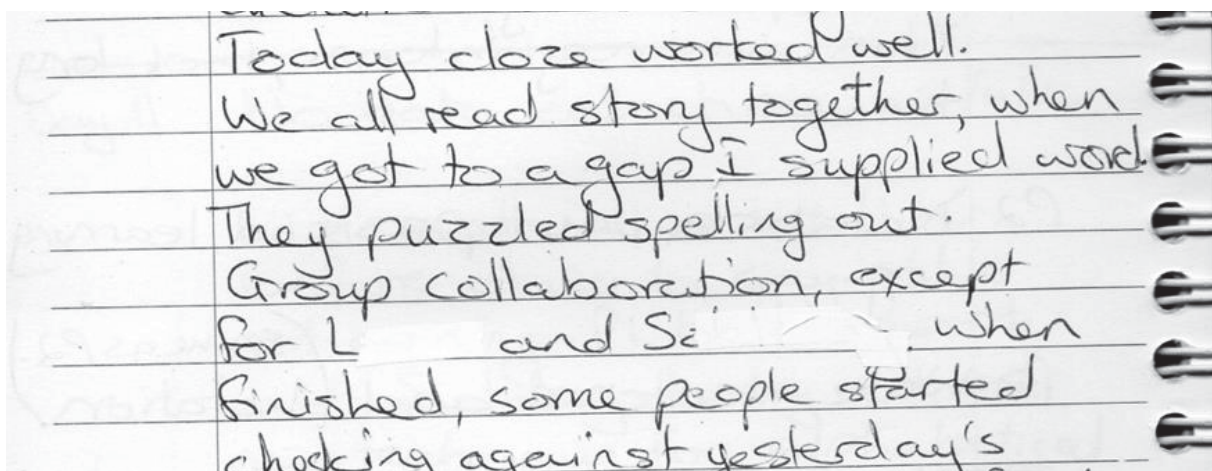 Today cloze worked well.
We all read story together, when
we got to a gap I supplied word
They puzzled spelling out.
Group collaboration, except
for L and Si when
finished, some people started
checking against yesterday's